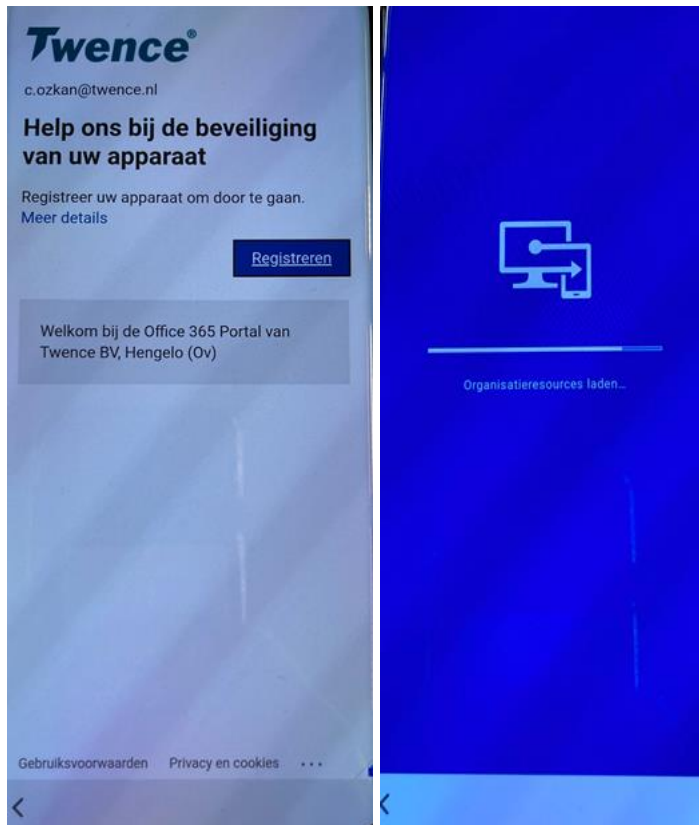 Twence®
c.ozkan@twence.nl
Help ons bij de beveiliging
van uw apparaat
Registreer uw apparaat om door te gaan.
Meer details
Registreren
Welkom bij de Office 365 Portal van
Twence BV, Hengelo (Ov)
Gebruiksvoorwaarden Privacy en cookies ...
Organisatieresources laden...